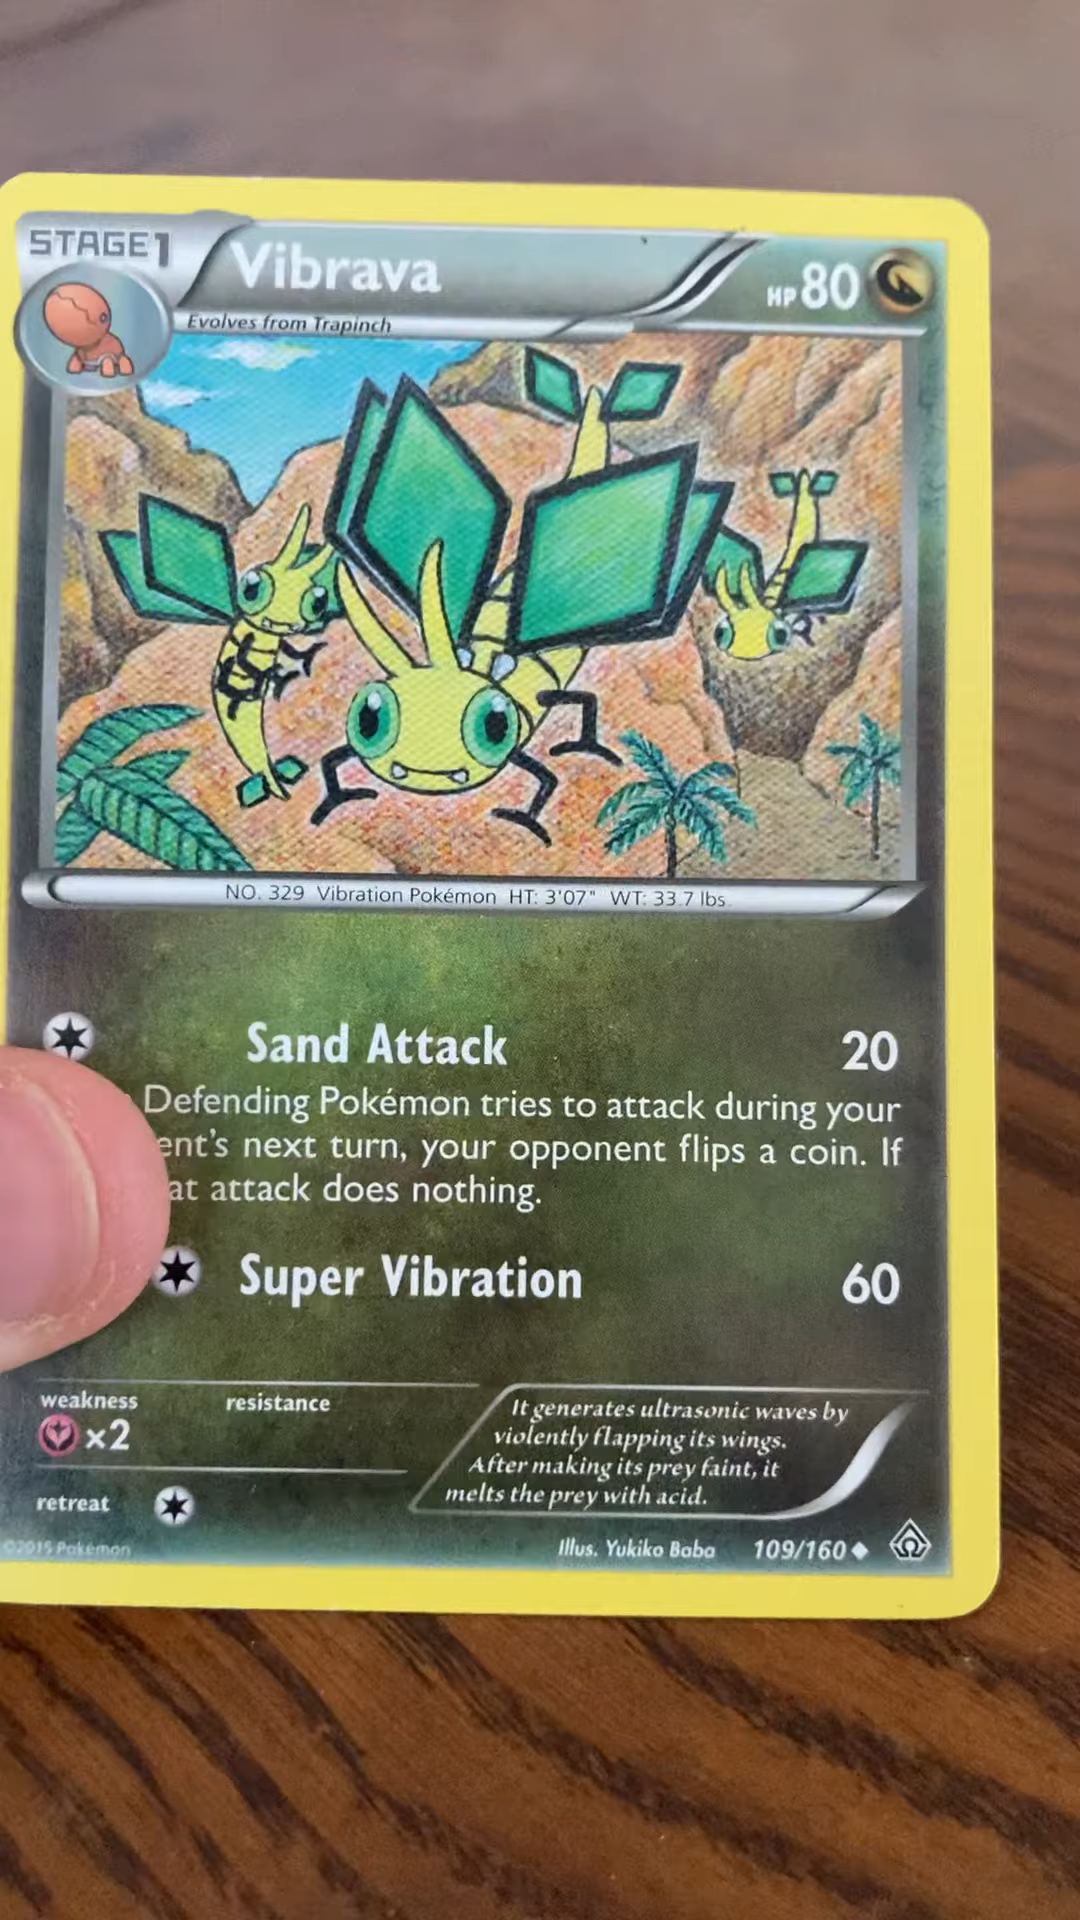 STAGE1
Vibrava
HP 80
Evolves from Trapinch
NO. 329 Vibration Pokémon HT: 3'07" WT: 33.7 lbs.
Sand Attack 20
Defending Pokémon tries to attack during your
ent's next turn, your opponent flips a coin. If
at attack does nothing.
Super Vibration 60
weakness resistance
x2
retreat
It generates ultrasonic waves by
violently flapping its wings.
After making its prey faint, it
melts the prey with acid.
©2015 Pokémon
Illus. Yukiko Baba 109/160